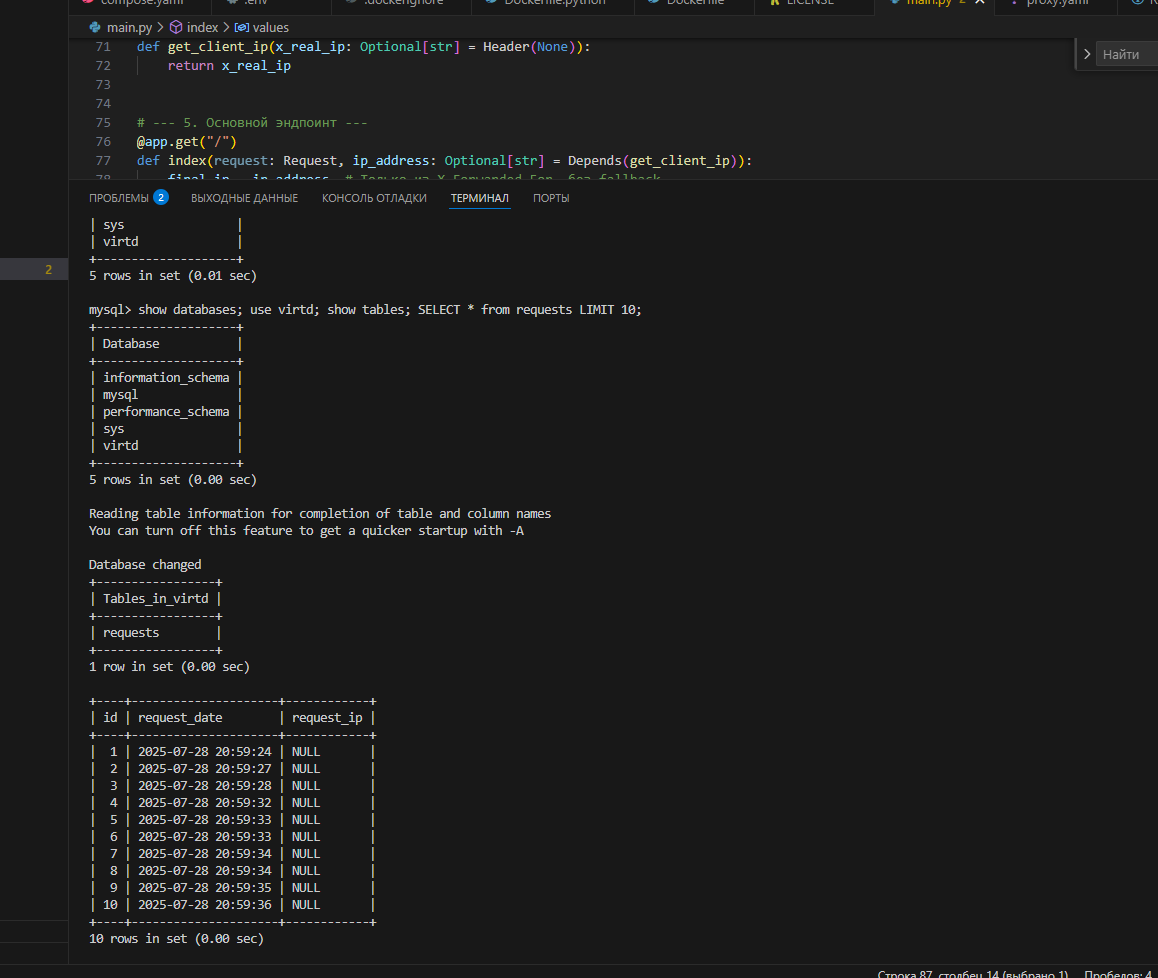 compose.yaml .env .dockerignore Dockerfile.python Dockerfile LICENSE main.py 2 proxy.yaml
main.py > index > values
71 def get_client_ip(x_real_ip: Optional[str] = Header(None)):
Найти
72 return x_real_ip
73
74
75 # --- 5. Основной эндпоинт ---
76 @app.get("/")
77 def index(request: Request, ip_address: Optional[str] = Depends(get_client_ip)):
78 final_ip = ip_address # Только из X-Forwarded-For, без fallback
ПРОБЛЕМЫ 2 ВЫХОДНЫЕ ДАННЫЕ КОНСОЛЬ ОТЛАДКИ ТЕРМИНАЛ ПОРТЫ
| sys |
| virtd |
+--------------------+
2
5 rows in set (0.01 sec)
mysql> show databases; use virtd; show tables; SELECT * from requests LIMIT 10;
+--------------------+
| Database |
+--------------------+
| information_schema |
| mysql |
| performance_schema |
| sys |
| virtd |
+--------------------+
5 rows in set (0.00 sec)
Reading table information for completion of table and column names
You can turn off this feature to get a quicker startup with -A
Database changed
+-----------------+
| Tables_in_virtd |
+-----------------+
| requests |
+-----------------+
1 row in set (0.00 sec)
+----+---------------------+------------+
| id | request_date | request_ip |
+----+---------------------+------------+
| 1 | 2025-07-28 20:59:24 | NULL |
| 2 | 2025-07-28 20:59:27 | NULL |
| 3 | 2025-07-28 20:59:28 | NULL |
| 4 | 2025-07-28 20:59:32 | NULL |
| 5 | 2025-07-28 20:59:33 | NULL |
| 6 | 2025-07-28 20:59:33 | NULL |
| 7 | 2025-07-28 20:59:34 | NULL |
| 8 | 2025-07-28 20:59:34 | NULL |
| 9 | 2025-07-28 20:59:35 | NULL |
| 10 | 2025-07-28 20:59:36 | NULL |
+----+---------------------+------------+
10 rows in set (0.00 sec)
Строка 87, столбец 14 (выбрано 1) Пробелов: 4